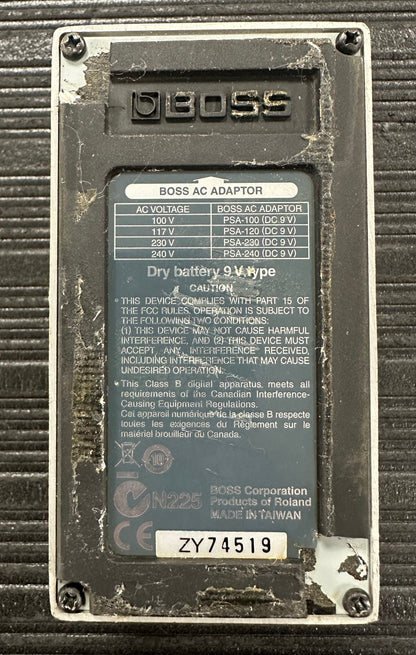 BOSS
BOSS AC ADAPTOR
AC VOLTAGE BOSS AC ADAPTOR
100 V PSA-100 (DC 9 V)
117 V PSA-120 (DC 9 V)
230 V PSA-230 (DC 9 V)
240 V PSA-240 (DC 9 V)
Dry battery 9 V type
CAUTION
• THIS DEVICE COMPLIES WITH PART 15 OF
THE FCC RULES. OPERATION IS SUBJECT TO
THE FOLLOWING TWO CONDITIONS:
(1) THIS DEVICE MAY NOT CAUSE HARMFUL
INTERFERENCE, AND (2) THIS DEVICE MUST
ACCEPT ANY INTERFERENCE RECEIVED,
INCLUDING INTERFERENCE THAT MAY CAUSE
UNDESIRED OPERATION.
• This Class B digital apparatus meets all
requirements of the Canadian Interference-
Causing Equipment Regulations.
Cet appareil numérique de la classe B respecte
toutes les exigences du Règlement sur le
matériel brouilleur du Canada.
N225
BOSS Corporation
Products of Roland
MADE IN TAIWAN
CE
ZY74519